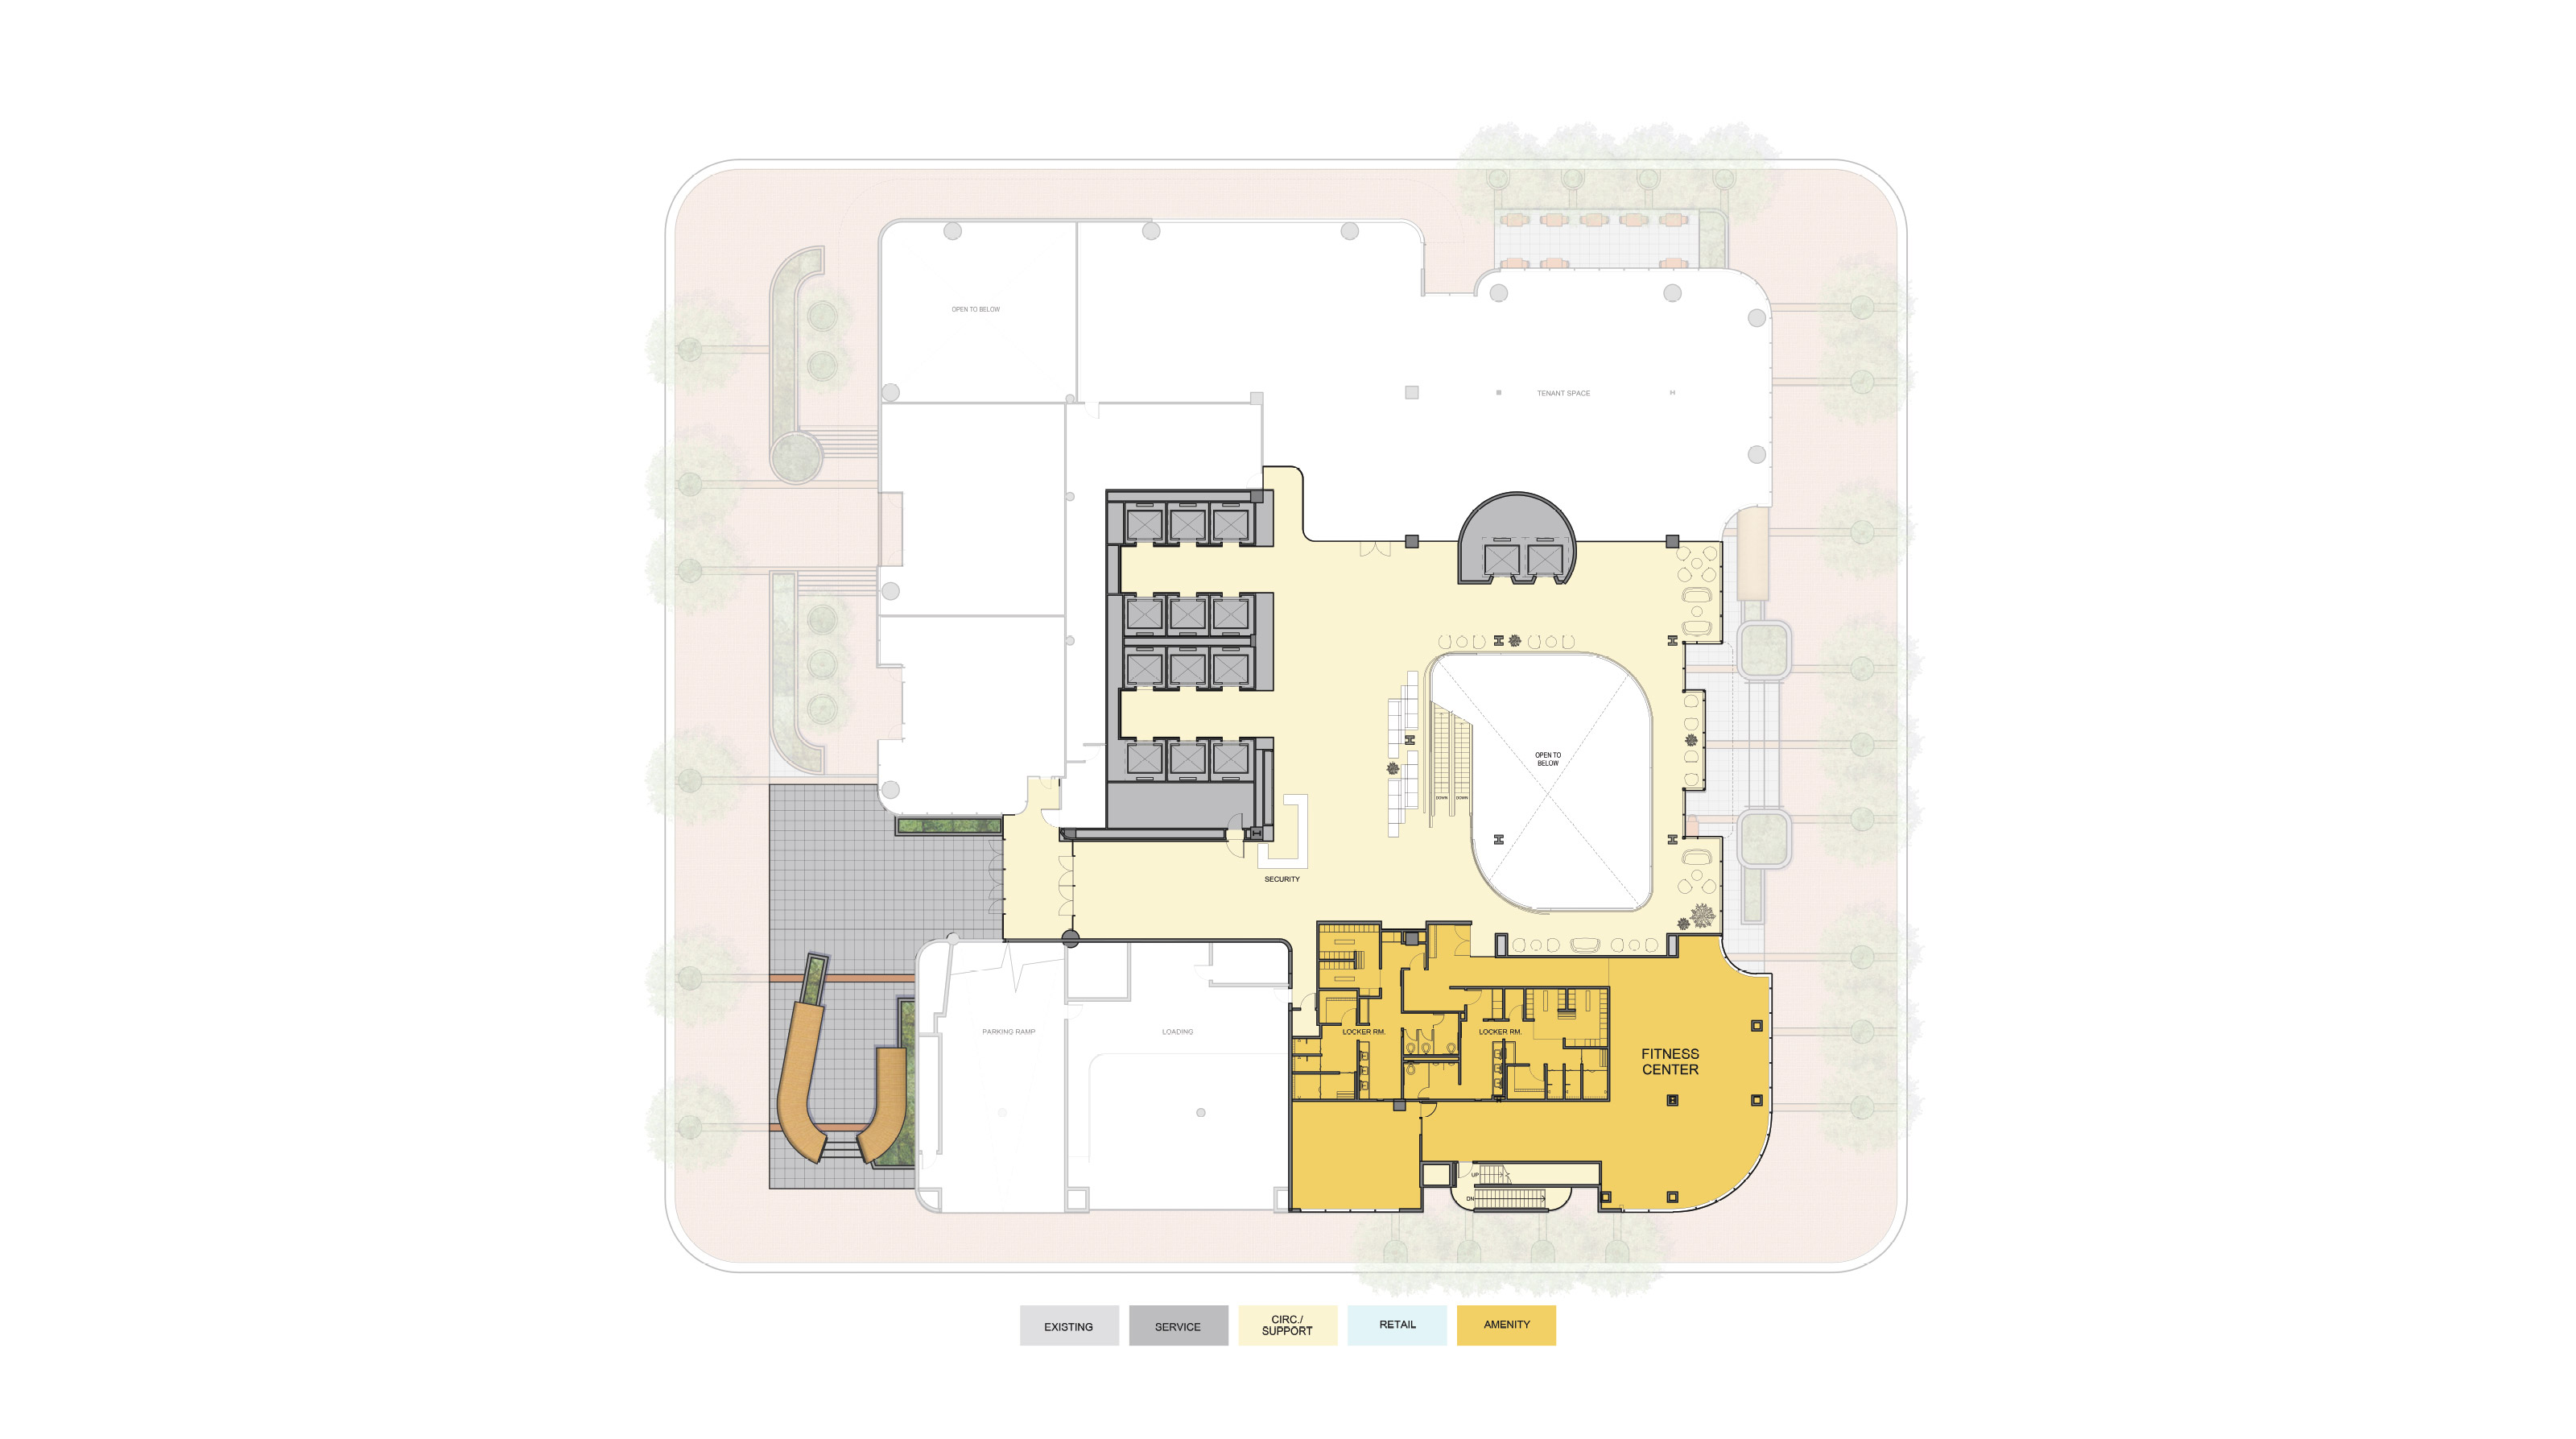 OPEN TO BELOW
TENANT SPACE
OPEN TO
BELOW
DOWN
DOWN
SECURITY
PARKING RAMP
LOADING
LOCKER RM.
LOCKER RM.
FITNESS
CENTER
UP
DN
EXISTING
SERVICE
CIRC./
SUPPORT
RETAIL
AMENITY